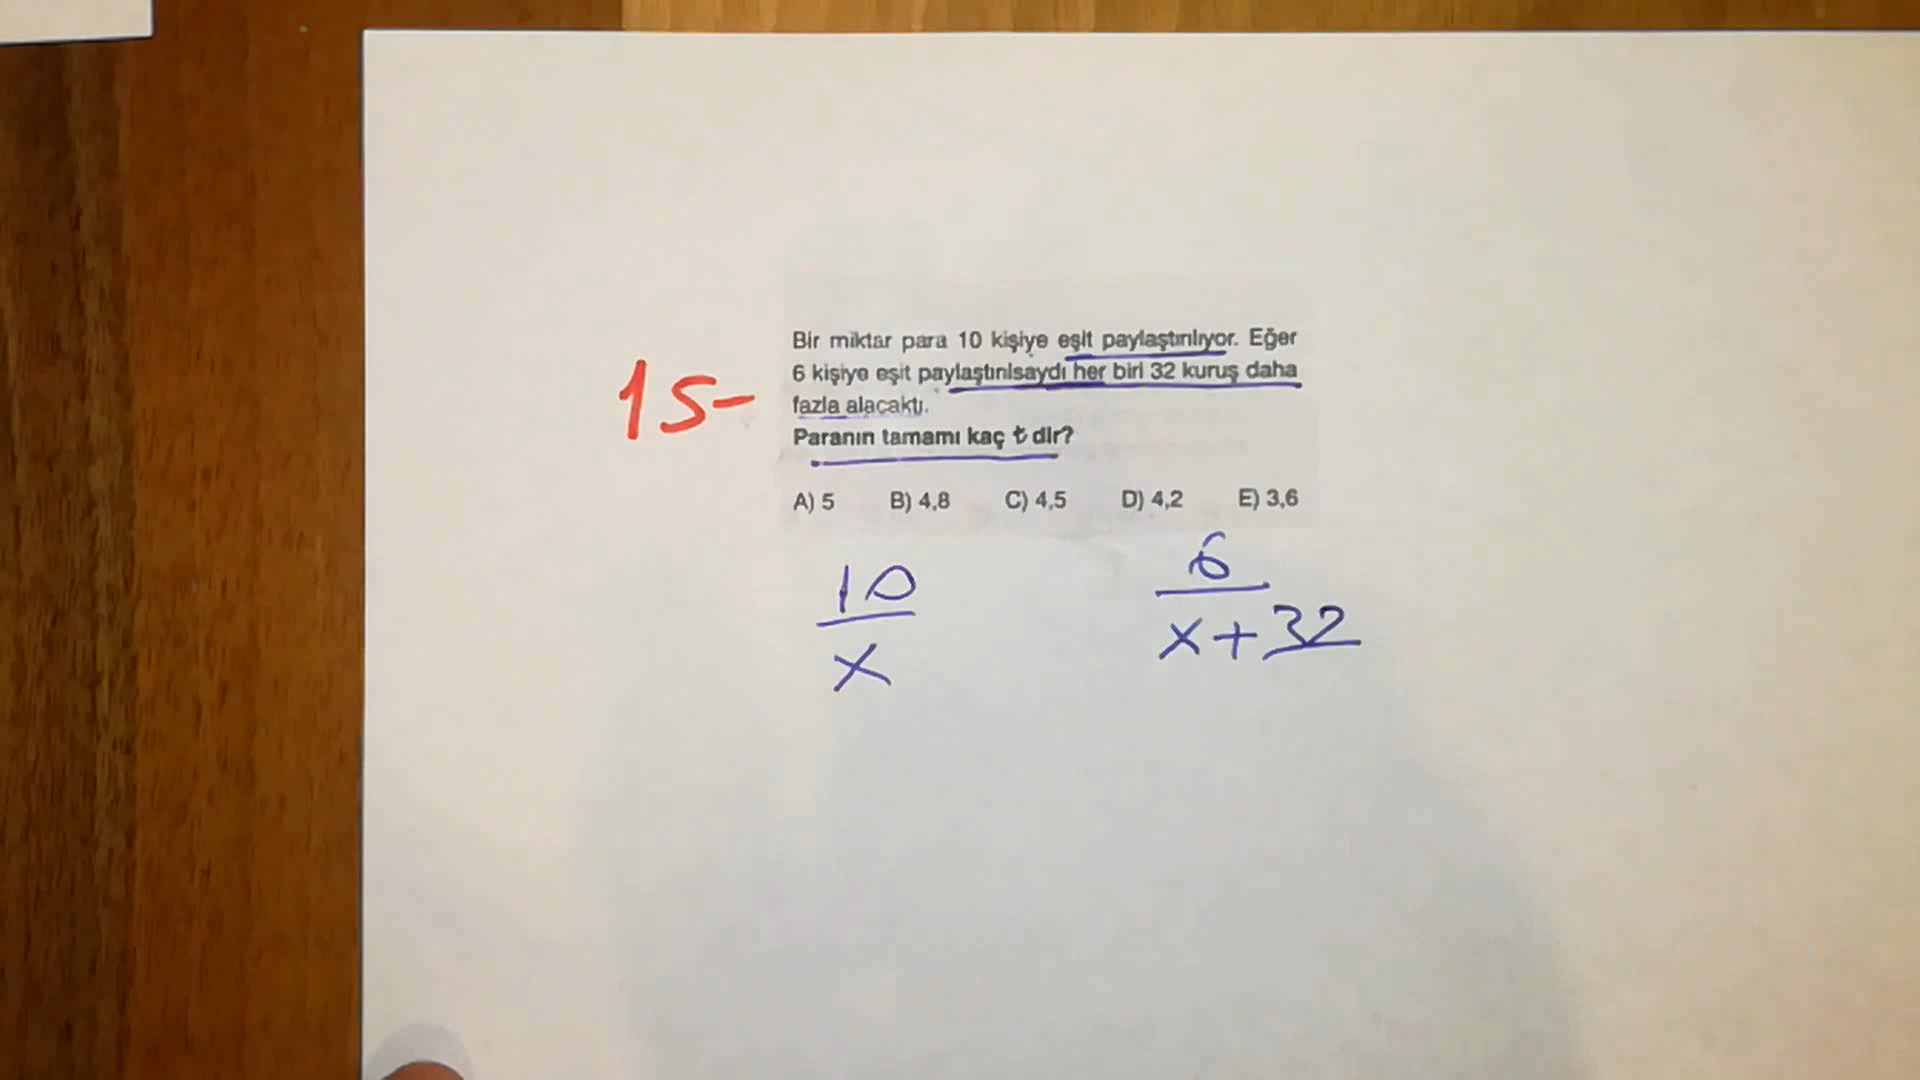 15-
Bir miktar para 10 kişiye eşit paylaştırılıyor. Eğer
6 kişiye eşit paylaştırılsaydı her biri 32 kuruş daha
fazla alacaktı.
Paranın tamamı kaç ₺ dir?
A) 5 B) 4,8 C) 4,5 D) 4,2 E) 3,6
10 6
x x+32